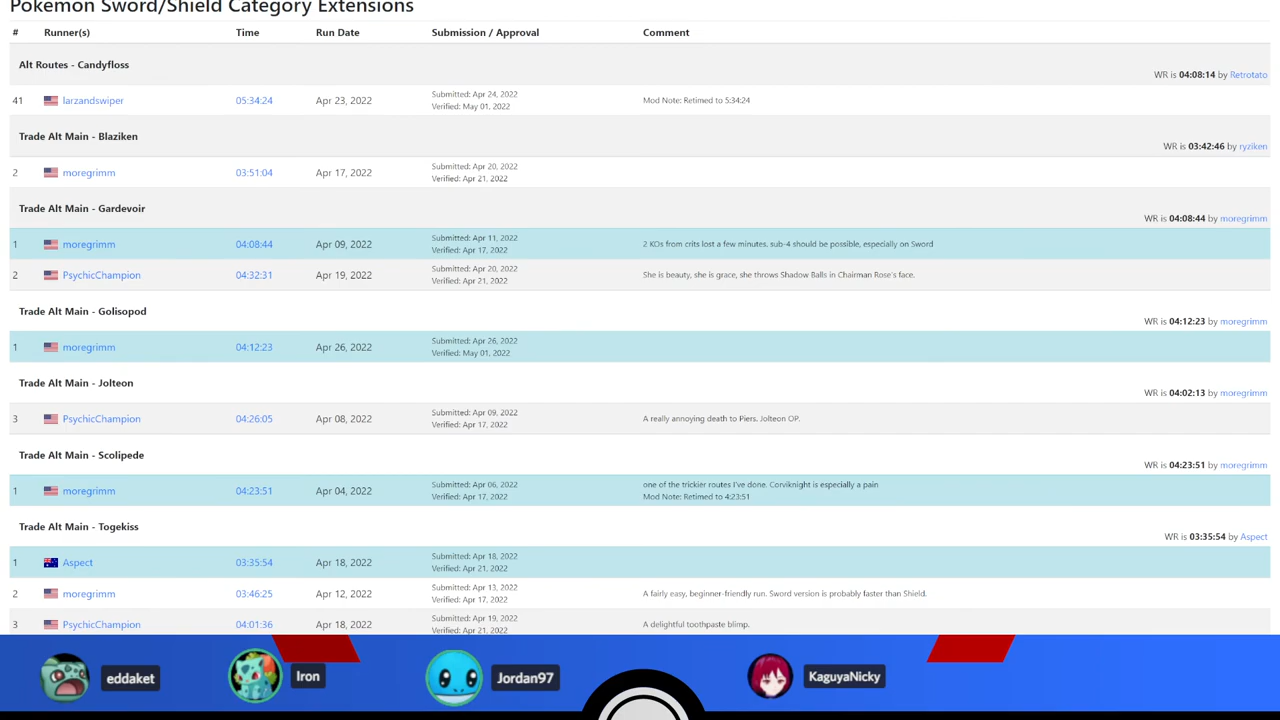 Pokemon Sword/Shield Category Extensions
# Runner(s) Time Run Date Submission / Approval Comment
Alt Routes - Candyfloss
WR is 04:08:14 by Retrotato
41 larzandswiper 05:34:24 Apr 23, 2022 Submitted: Apr 24, 2022
Verified: May 01, 2022
Mod Note: Retimed to 5:34:24
Trade Alt Main - Blaziken
WR is 03:42:46 by ryziken
2 moregrimm 03:51:04 Apr 17, 2022 Submitted: Apr 20, 2022
Verified: Apr 21, 2022
Trade Alt Main - Gardevoir
WR is 04:08:44 by moregrimm
1 moregrimm 04:08:44 Apr 09, 2022 Submitted: Apr 11, 2022
Verified: Apr 17, 2022
2 KOs from crits lost a few minutes. sub-4 should be possible, especially on Sword
2 PsychicChampion 04:32:31 Apr 19, 2022 Submitted: Apr 20, 2022
Verified: Apr 21, 2022
She is beauty, she is grace, she throws Shadow Balls in Chairman Rose's face.
Trade Alt Main - Golisopod
WR is 04:12:23 by moregrimm
1 moregrimm 04:12:23 Apr 26, 2022 Submitted: Apr 26, 2022
Verified: May 01, 2022
Trade Alt Main - Jolteon
WR is 04:02:13 by moregrimm
3 PsychicChampion 04:26:05 Apr 08, 2022 Submitted: Apr 09, 2022
Verified: Apr 17, 2022
A really annoying death to Piers. Jolteon OP.
Trade Alt Main - Scolipede
WR is 04:23:51 by moregrimm
1 moregrimm 04:23:51 Apr 04, 2022 Submitted: Apr 06, 2022
Verified: Apr 17, 2022
one of the trickier routes I've done. Corviknight is especially a pain
Mod Note: Retimed to 4:23:51
Trade Alt Main - Togekiss
WR is 03:35:54 by Aspect
1 Aspect 03:35:54 Apr 18, 2022 Submitted: Apr 18, 2022
Verified: Apr 21, 2022
2 moregrimm 03:46:25 Apr 12, 2022 Submitted: Apr 13, 2022
Verified: Apr 17, 2022
A fairly easy, beginner-friendly run. Sword version is probably faster than Shield.
3 PsychicChampion 04:01:36 Apr 18, 2022 Submitted: Apr 19, 2022
Verified: Apr 21, 2022
A delightful toothpaste blimp.
eddaket Iron Jordan97 KaguyaNicky